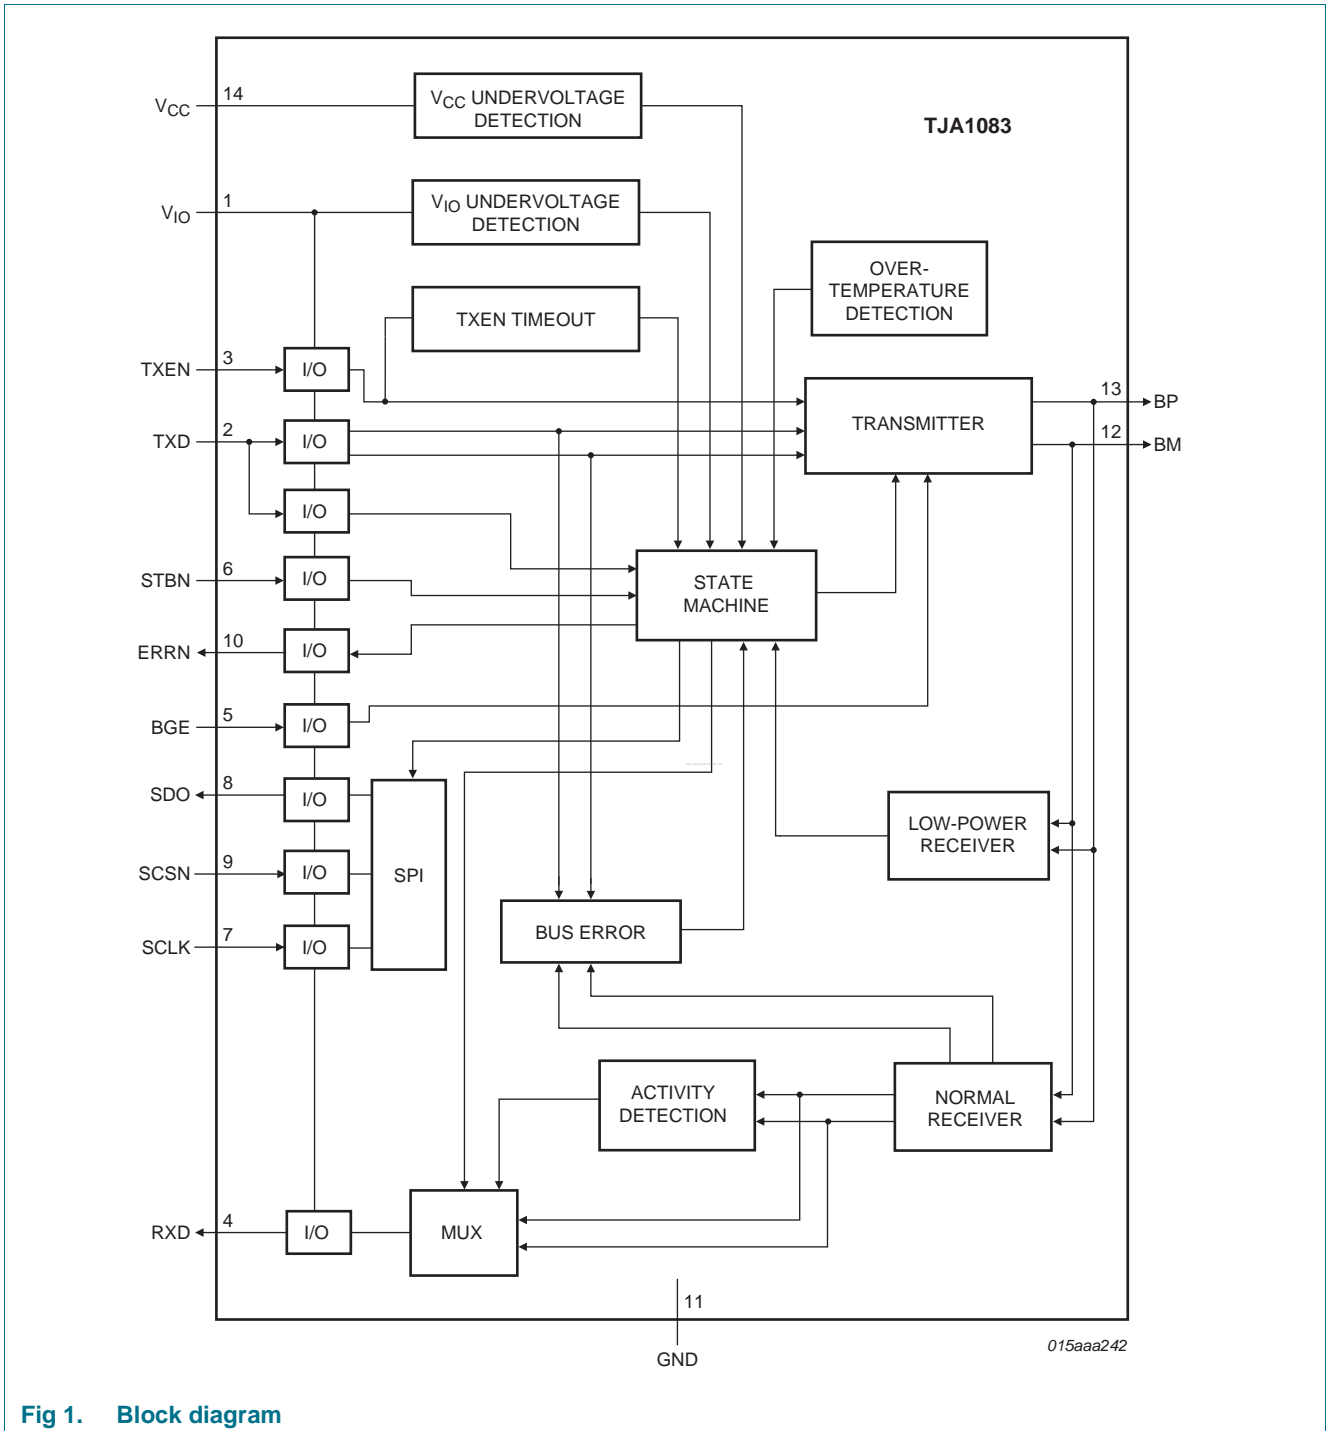 14
VCC
VCC UNDERVOLTAGE
DETECTION
TJA1083
1
VIO
VIO UNDERVOLTAGE
DETECTION
OVER-
TEMPERATURE
DETECTION
TXEN TIMEOUT
3
TXEN
I/O
13
BP
TRANSMITTER
2
TXD
I/O
12
BM
I/O
6
STBN
I/O
STATE
MACHINE
10
ERRN
I/O
5
BGE
I/O
8
SDO
I/O
LOW-POWER
RECEIVER
9
SCSN
I/O
SPI
BUS ERROR
7
SCLK
I/O
ACTIVITY
DETECTION
NORMAL
RECEIVER
4
RXD
I/O
MUX
11
GND
015aaa242
Fig 1. Block diagram